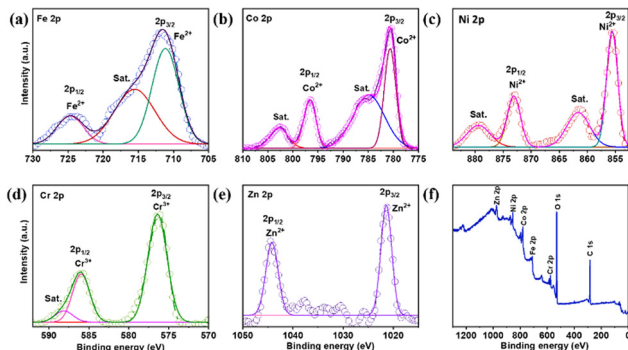 (a) Fe 2p
2p3/2
Fe2+
2p1/2
Fe2+
Sat.
Intensity (a.u.)
730 725 720 715 710 705
(b) Co 2p
2p3/2
Co2+
2p1/2
Co2+
Sat.
Sat.
810 805 800 795 790 785 780 775
(c) Ni 2p
2p3/2
Ni2+
2p1/2
Ni2+
Sat.
Sat.
880 872 864 856
(d) Cr 2p
2p3/2
Cr3+
2p1/2
Cr3+
Sat.
Intensity (a.u.)
590 585 580 575 570
Binding energy (eV)
(e) Zn 2p
2p3/2
Zn2+
2p1/2
Zn2+
1050 1040 1030 1020
Binding energy (eV)
(f)
Zn 2p
Ni 2p
Co 2p
Fe 2p
Cr 2p
O 1s
C 1s
1200 1000 800 600 400 200 0
Binding energy (eV)